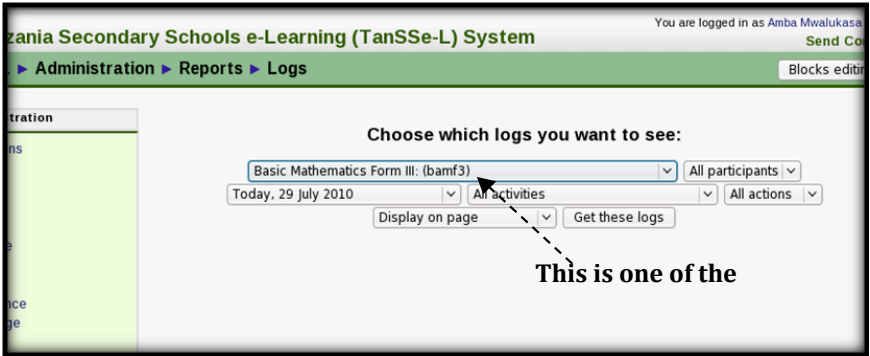 You are logged in as Amba Mwalukasa
zania Secondary Schools e-Learning (TanSSe-L) System
Send Co
► Administration ► Reports ► Logs
Blocks editin
tration
ns
Choose which logs you want to see:
Basic Mathematics Form III: (bamf3) All participants
Today, 29 July 2010 All activities All actions
Display on page Get these logs
e
This is one of the
nce
ge